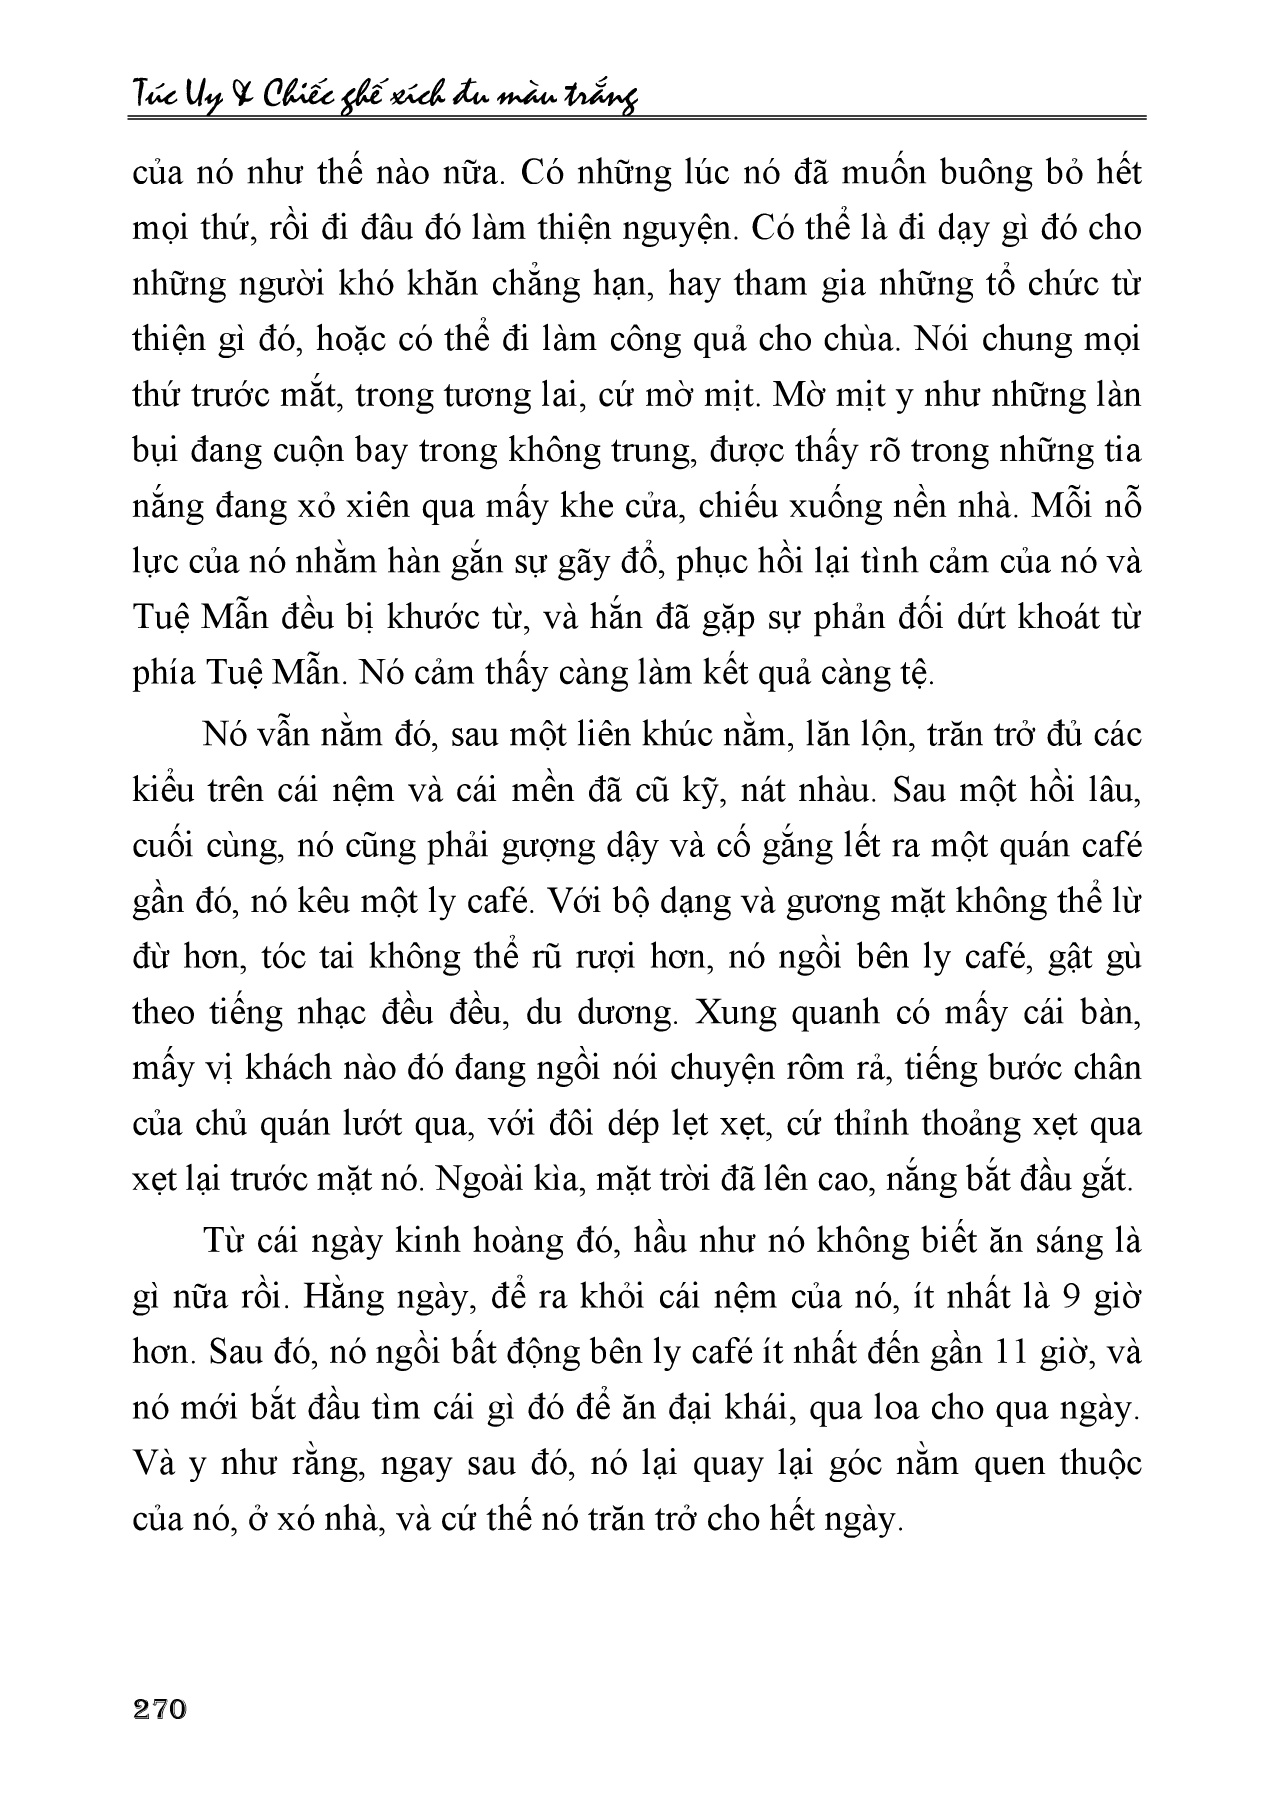 Túc Uy & Chiếc ghế xích đu màu trắng
của nó như thế nào nữa. Có những lúc nó đã muốn buông bỏ hết
mọi thứ, rồi đi đâu đó làm thiện nguyện. Có thể là đi dạy gì đó cho
những người khó khăn chẳng hạn, hay tham gia những tổ chức từ
thiện gì đó, hoặc có thể đi làm công quả cho chùa. Nói chung mọi
thứ trước mắt, trong tương lai, cứ mờ mịt. Mờ mịt y như những làn
bụi đang cuộn bay trong không trung, được thấy rõ trong những tia
nắng đang xỏ xiên qua mấy khe cửa, chiếu xuống nền nhà. Mỗi nỗ
lực của nó nhằm hàn gắn sự gãy đổ, phục hồi lại tình cảm của nó và
Tuệ Mẫn đều bị khước từ, và hắn đã gặp sự phản đối dứt khoát từ
phía Tuệ Mẫn. Nó cảm thấy càng làm kết quả càng tệ.
Nó vẫn nằm đó, sau một liên khúc nằm, lăn lộn, trăn trở đủ các
kiểu trên cái nệm và cái mền đã cũ kỹ, nát nhàu. Sau một hồi lâu,
cuối cùng, nó cũng phải gượng dậy và cố gắng lết ra một quán café
gần đó, nó kêu một ly café. Với bộ dạng và gương mặt không thể lừ
đừ hơn, tóc tai không thể rũ rượi hơn, nó ngồi bên ly café, gật gù
theo tiếng nhạc đều đều, du dương. Xung quanh có mấy cái bàn,
mấy vị khách nào đó đang ngồi nói chuyện rôm rả, tiếng bước chân
của chủ quán lướt qua, với đôi dép lẹt xẹt, cứ thỉnh thoảng xẹt qua
xẹt lại trước mặt nó. Ngoài kìa, mặt trời đã lên cao, nắng bắt đầu gắt.
Từ cái ngày kinh hoàng đó, hầu như nó không biết ăn sáng là
gì nữa rồi. Hằng ngày, để ra khỏi cái nệm của nó, ít nhất là 9 giờ
hơn. Sau đó, nó ngồi bất động bên ly café ít nhất đến gần 11 giờ, và
nó mới bắt đầu tìm cái gì đó để ăn đại khái, qua loa cho qua ngày.
Và y như rằng, ngay sau đó, nó lại quay lại góc nằm quen thuộc
của nó, ở xó nhà, và cứ thế nó trăn trở cho hết ngày.
270